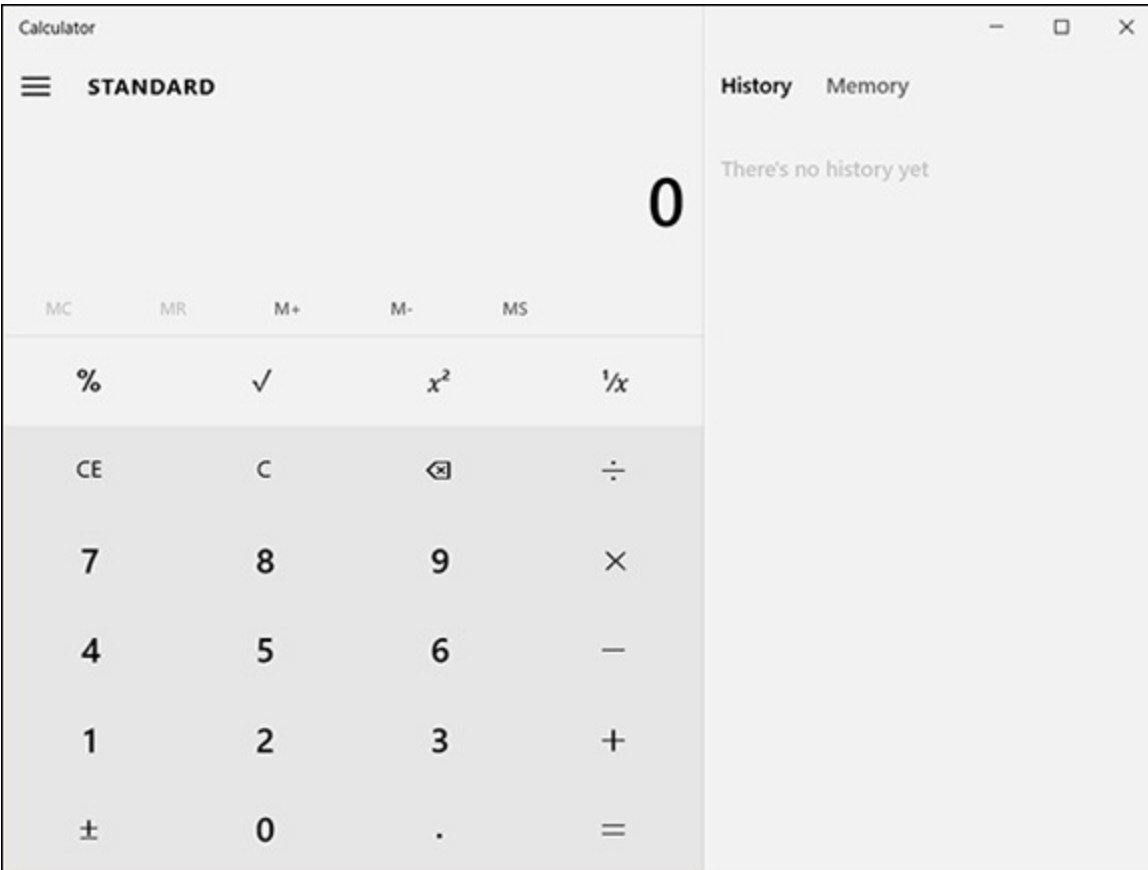 Calculator
STANDARD
History Memory
There's no history yet
0
MC MR M+ M- MS
% √ x² ¹/x
CE C ÷
7 8 9 ×
4 5 6 −
1 2 3 +
± 0 . =